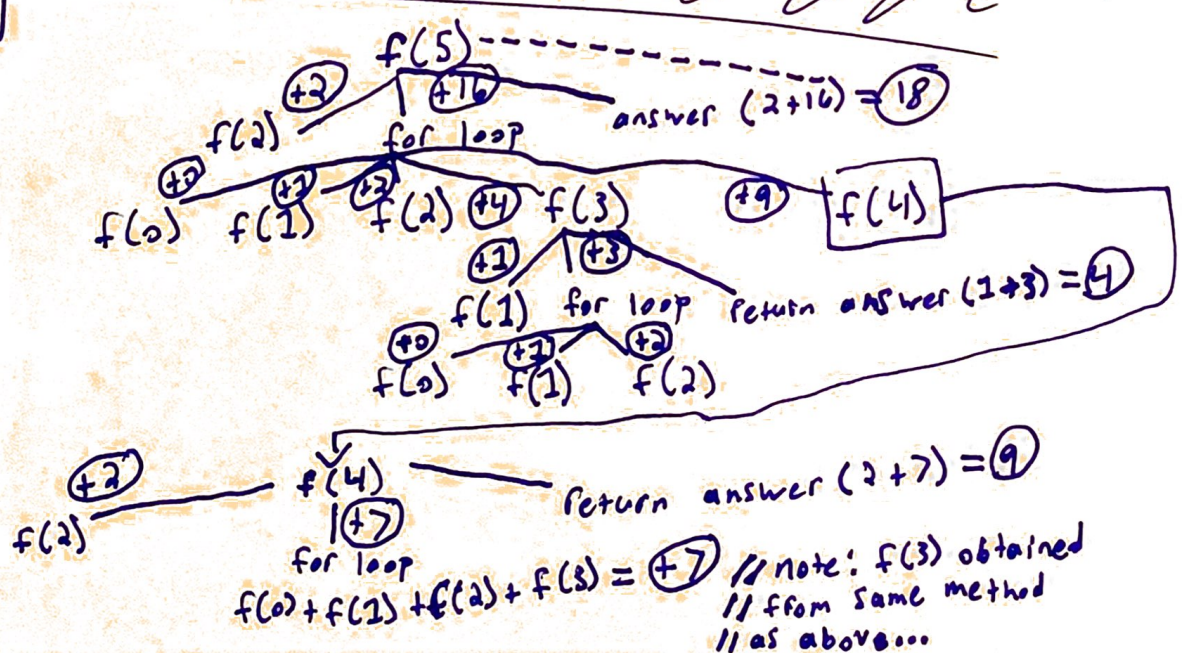 f(5)
+2 +16 answer (2+16) = 18
f(2) for loop
+0 +1 +2 +4 +9
f(0) f(1) f(2) f(3) f(4)
+1 +3
f(1) for loop return answer (1+3) = 4
+0 +1 +2
f(0) f(1) f(2)
+2 f(4) return answer (2+7) = 9
f(2) +7
for loop
f(0) + f(1) + f(2) + f(3) = +7 // note: f(3) obtained
// from same method
// as above...